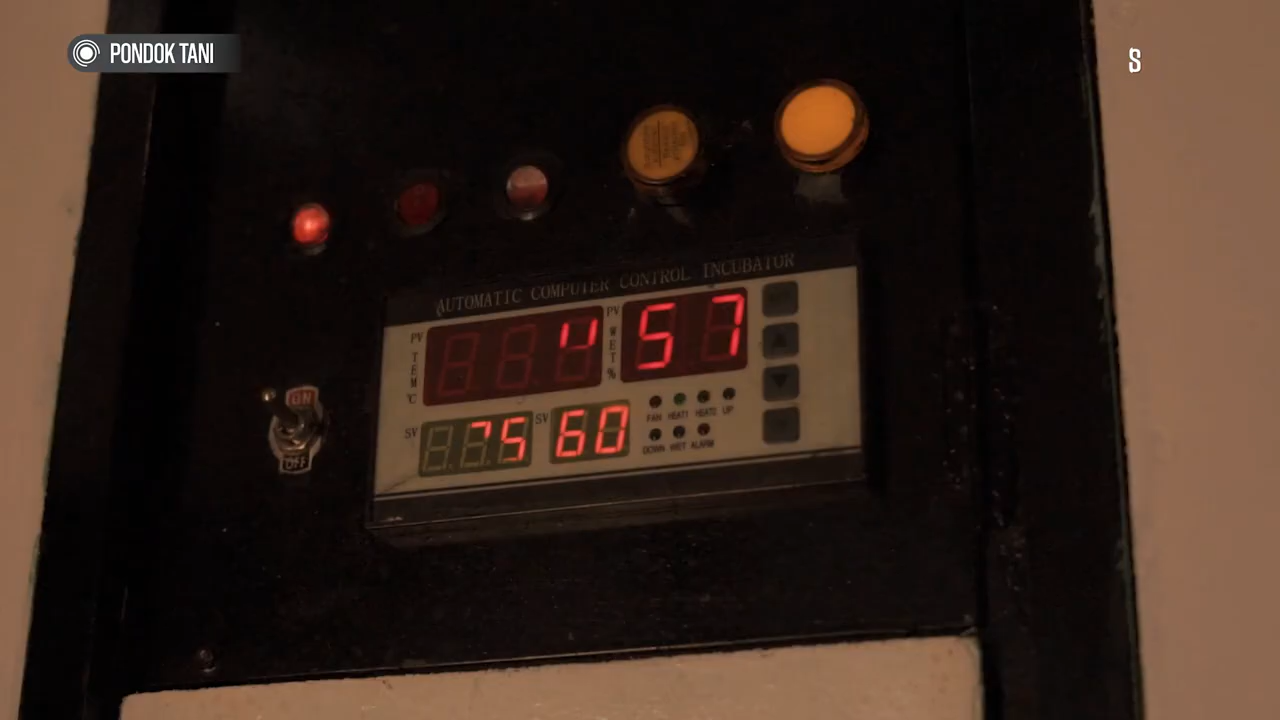 PONDOK TANI
S
AUTOMATIC COMPUTER CONTROL INCUBATOR
PV TEM ℃
PV WET %
57
SV 75
SV 60
FAN HEAT1 HEAT2 UP
DOWN WET ALARM
ON
OFF